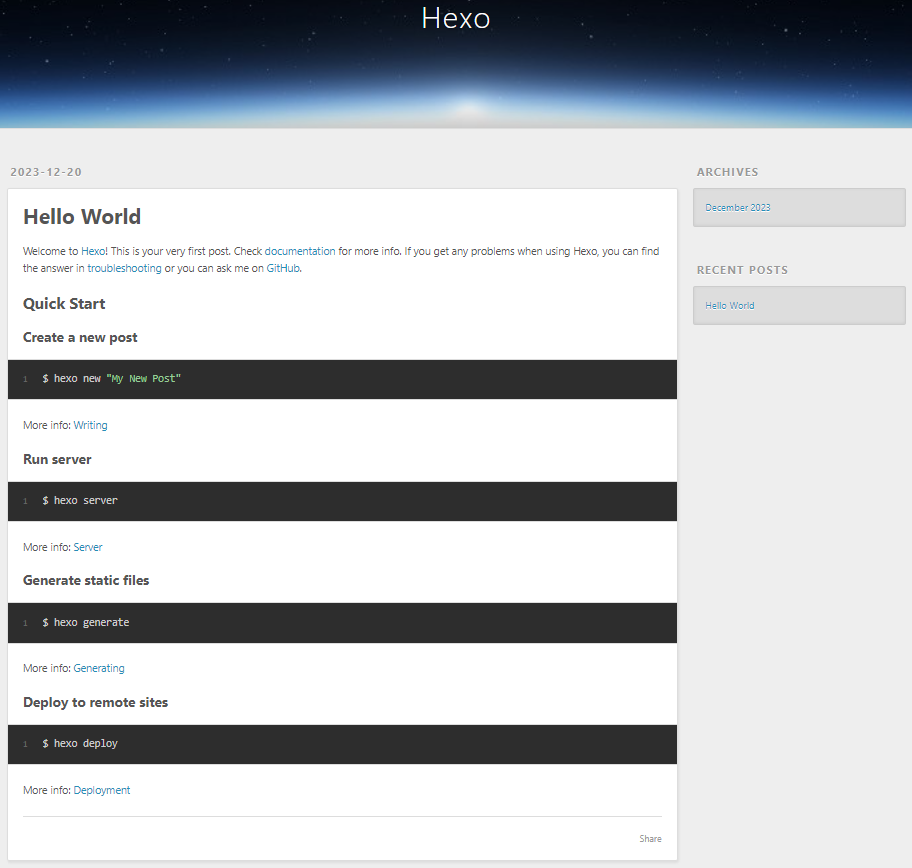 Hexo
2023-12-20
Hello World
Welcome to Hexo! This is your very first post. Check documentation for more info. If you get any problems when using Hexo, you can find
the answer in troubleshooting or you can ask me on GitHub.
Quick Start
Create a new post
1 $ hexo new "My New Post"
More info: Writing
Run server
1 $ hexo server
More info: Server
Generate static files
1 $ hexo generate
More info: Generating
Deploy to remote sites
1 $ hexo deploy
More info: Deployment
Share
ARCHIVES
December 2023
RECENT POSTS
Hello World